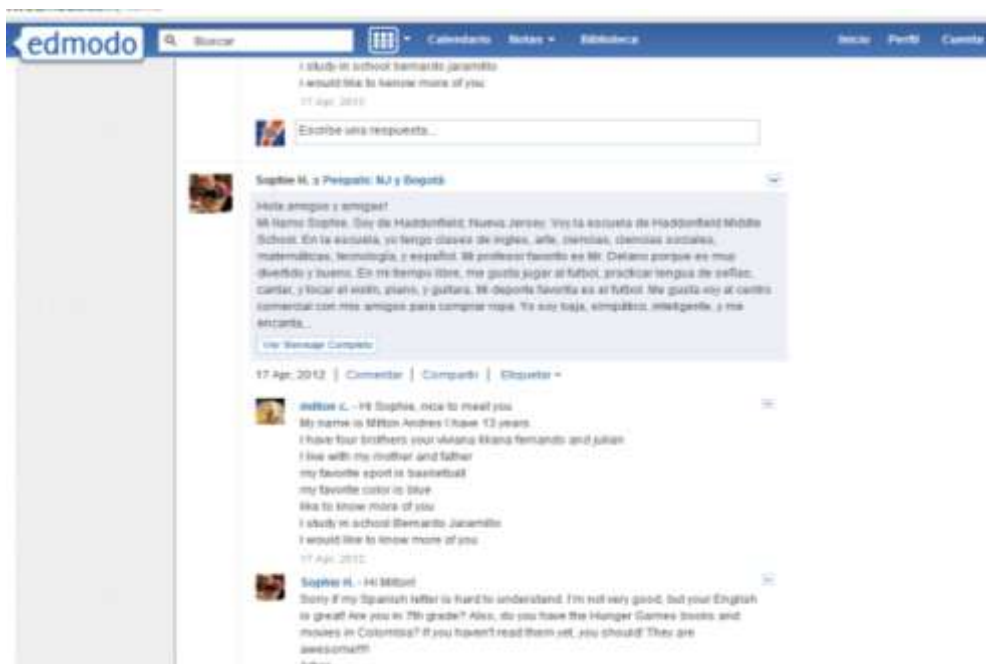 edmodo Buscar Calendario Notas Biblioteca Inicio Perfil Cuenta
I study in school bernardo jaramillo
I would like to kenow more of you
17 Apr, 2012
Escribe una respuesta...
Sophie H. a Penpals: NJ y Bogotá
Hola amigos y amigas!
Mi llamo Sophie. Soy de Haddonfield, Nueva Jersey. Voy la escuela de Haddonfield Middle
School. En la escuela, yo tengo clases de ingles, arte, ciencias, ciencias sociales,
matemáticas, tecnología, y español. Mi professor favorito es Mr. Delano porque es muy
divertido y bueno. En mi tiempo libre, me gusta jugar al fútbol, practicar lengua de señas,
cantar, y tocar el violín, piano, y guitara. Mi deporte favorita es al fútbol. Me gusta voy al centro
comercial con mis amigos para comprar ropa. Yo soy baja, simpático, inteligente, y me
encanta...
Ver Mensaje Completo
17 Apr, 2012 | Comentar | Compartir | Etiquetar
milton c. - Hi Sophie, nice to meet you
My name is Milton Andres I have 13 years
I have four brothers your viviana liliana fernando and julian
I live with my mother and father
my favorite sport is basketball
my favorite color is blue
like to know more of you
I study in school Bernardo Jaramillo
I would like to know more of you
17 Apr, 2012
Sophie H. - Hi Milton!
Sorry if my Spanish letter is hard to understand. I'm not very good, but your English
is great! Are you in 7th grade? Also, do you have the Hunger Games books and
movies in Colombia? If you haven't read them yet, you should! They are
awesome!!!!